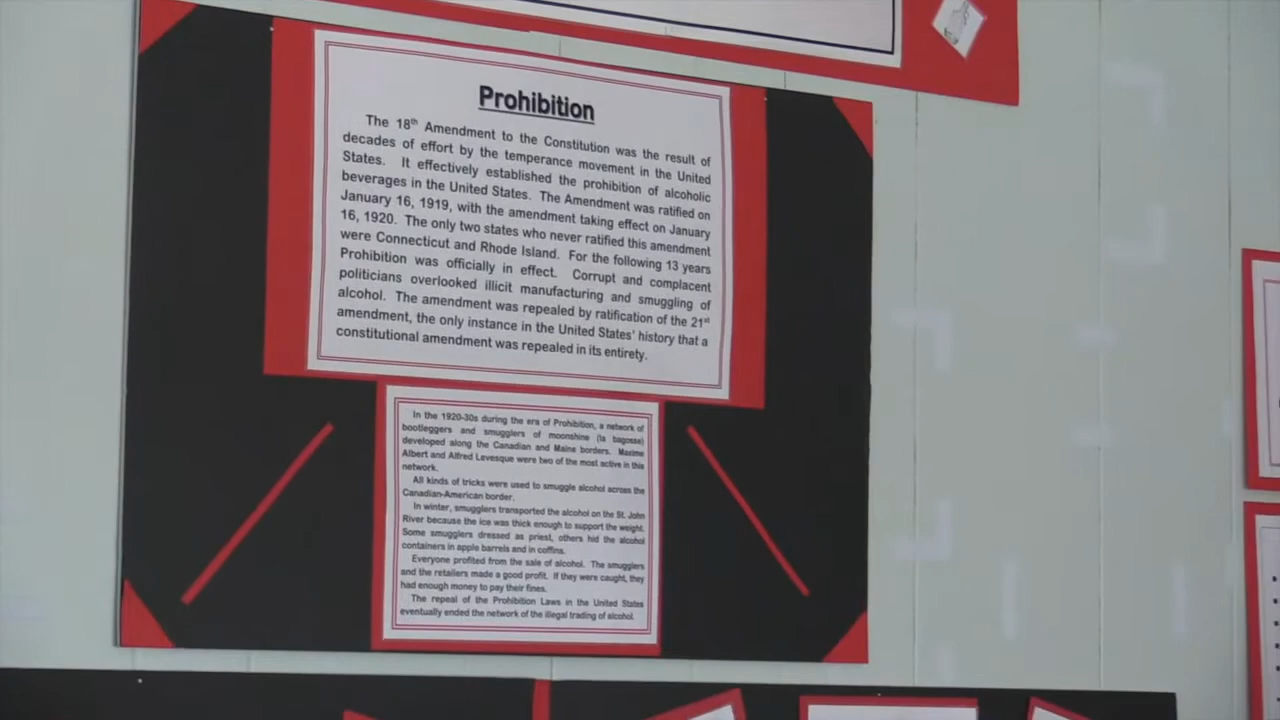 Prohibition
The 18th Amendment to the Constitution was the result of
decades of effort by the temperance movement in the United
States. It effectively established the prohibition of alcoholic
beverages in the United States. The Amendment was ratified on
January 16, 1919, with the amendment taking effect on January
16, 1920. The only two states who never ratified this amendment
were Connecticut and Rhode Island. For the following 13 years
Prohibition was officially in effect. Corrupt and complacent
politicians overlooked illicit manufacturing and smuggling of
alcohol. The amendment was repealed by ratification of the 21st
amendment, the only instance in the United States' history that a
constitutional amendment was repealed in its entirety.
In the 1920-30s during the era of Prohibition, a network of
bootleggers and smugglers of moonshine (la bagosse)
developed along the Canadian and Maine borders. Maxime
Albert and Alfred Levesque were two of the most active in this
network.
All kinds of tricks were used to smuggle alcohol across the
Canadian-American border.
In winter, smugglers transported the alcohol on the St. John
River because the ice was thick enough to support the weight.
Some smugglers dressed as priest, others hid the alcohol
containers in apple barrels and in coffins.
Everyone profited from the sale of alcohol. The smugglers
and the retailers made a good profit. If they were caught, they
had enough money to pay their fines.
The repeal of the Prohibition Laws in the United States
eventually ended the network of the illegal trading of alcohol.